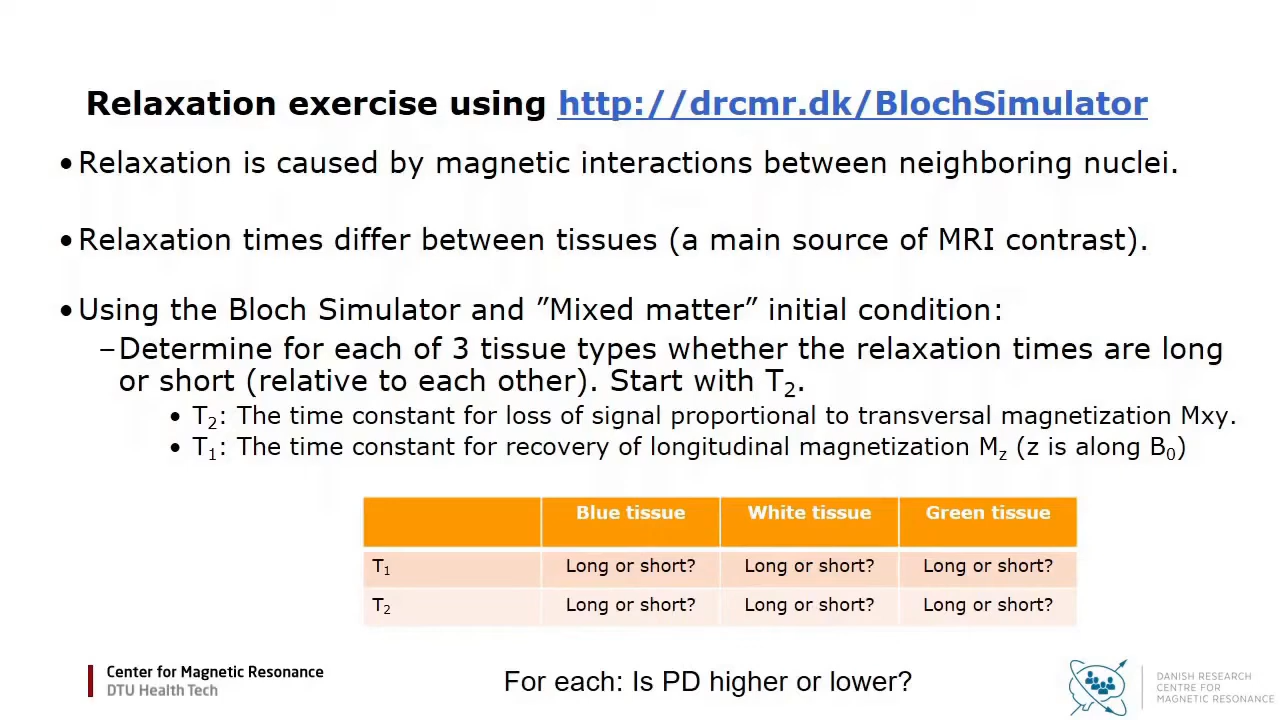 Relaxation exercise using http://drcmr.dk/BlochSimulator
•Relaxation is caused by magnetic interactions between neighboring nuclei.
•Relaxation times differ between tissues (a main source of MRI contrast).
•Using the Bloch Simulator and ”Mixed matter” initial condition:
–Determine for each of 3 tissue types whether the relaxation times are long
or short (relative to each other). Start with T2.
• T2: The time constant for loss of signal proportional to transversal magnetization Mxy.
• T1: The time constant for recovery of longitudinal magnetization Mz (z is along B0)
Blue tissue White tissue Green tissue
T1 Long or short? Long or short? Long or short?
T2 Long or short? Long or short? Long or short?
For each: Is PD higher or lower?
Center for Magnetic Resonance
DTU Health Tech
DANISH RESEARCH
CENTRE FOR
MAGNETIC RESONANCE